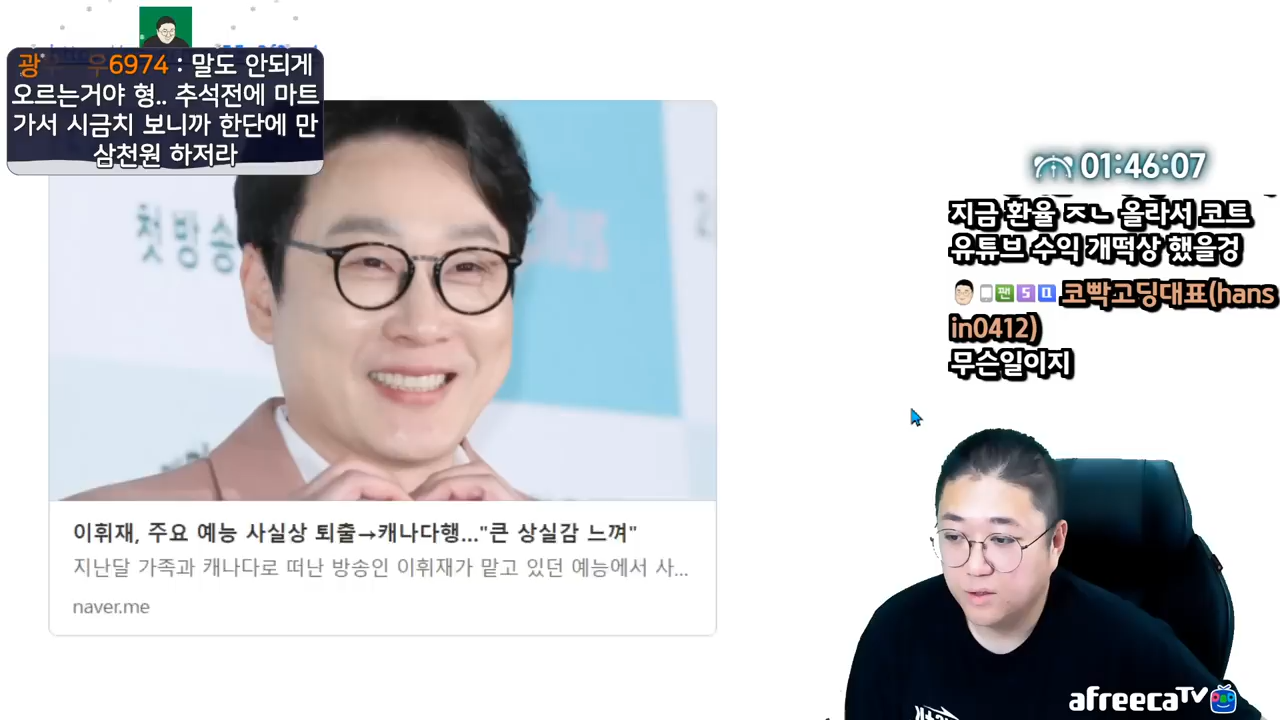 광 우6974 : 말도 안되게
오르는거야 형.. 추석전에 마트
가서 시금치 보니까 한단에 만
삼천원 하저라
첫방송
이휘재, 주요 예능 사실상 퇴출→캐나다행..."큰 상실감 느껴"
지난달 가족과 캐나다로 떠난 방송인 이휘재가 맡고 있던 예능에서 사...
naver.me
01:46:07
지금 환율 ㅈㄴ 올라서 코트
유튜브 수익 개떡상 했을겅
팬 5 코빡고딩대표(hans
in0412)
무슨일이지
afreecaTV